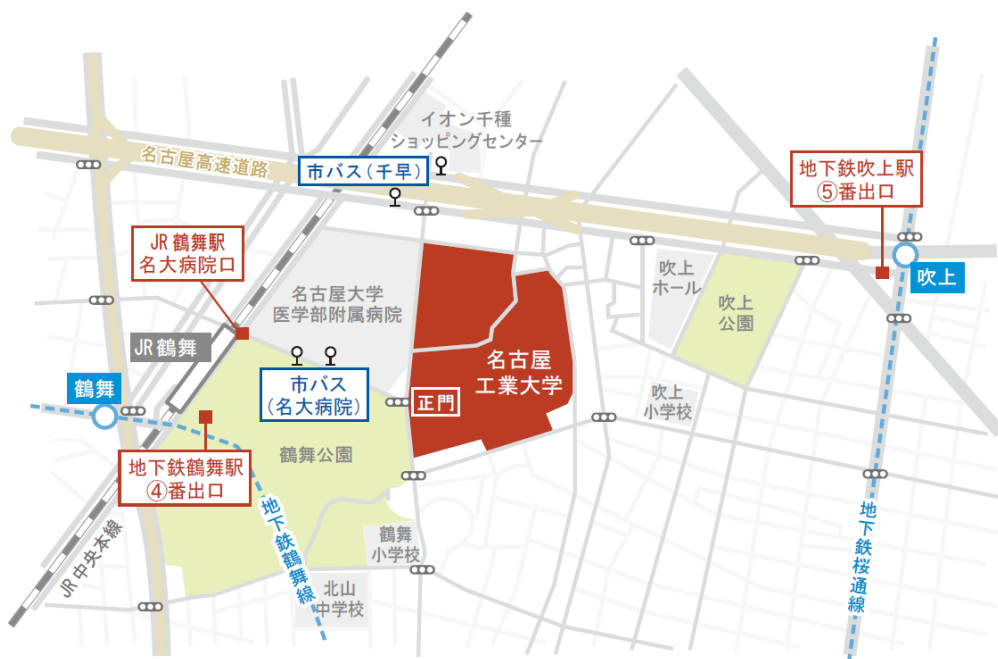 イオン千種
ショッピングセンター
名古屋高速道路
市バス(千早)
地下鉄吹上駅
⑤番出口
JR鶴舞駅
名大病院口
吹上
ホール
吹上
名古屋大学
医学部附属病院
吹上
公園
JR鶴舞
名古屋
工業大学
鶴舞
市バス
(名大病院)
正門
吹上
小学校
鶴舞公園
地下鉄鶴舞駅
④番出口
地下鉄鶴舞線
地下鉄桜通線
鶴舞
小学校
JR中央本線
北山
中学校